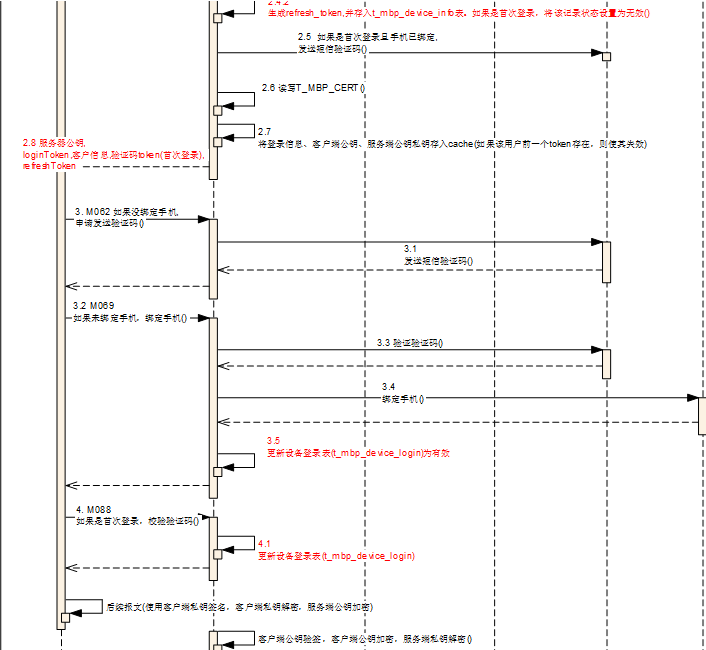 2.4.2
生成refresh_token,并存入t_mbp_device_info表，如果是首次登录，将该记录状态设置为无效()
2.5 如果是首次登录且手机已绑定,
发送短信验证码()
2.6 读写T_MBP_CERT()
2.7
将登录信息、客户端公钥、服务端公钥私钥存入cache(如果该用户前一个token存在，则使其失效)
2.8 服务器公钥,
loginToken,客户信息,验证码token(首次登录),
refreshToken
3. M062 如果没绑定手机,
申请发送验证码()
3.1
发送短信验证码()
3.2 M069
如果未绑定手机，绑定手机()
3.3 验证验证码()
3.4
绑定手机()
3.5
更新设备登录表(t_mbp_device_login)为有效
4. M088
如果是首次登录，校验验证码()
4.1
更新设备登录表(t_mbp_device_login)
后续报文(使用客户端私钥签名，客户端私钥解密，服务端公钥加密)
客户端公钥验签，客户端公钥加密，服务端私钥解密()